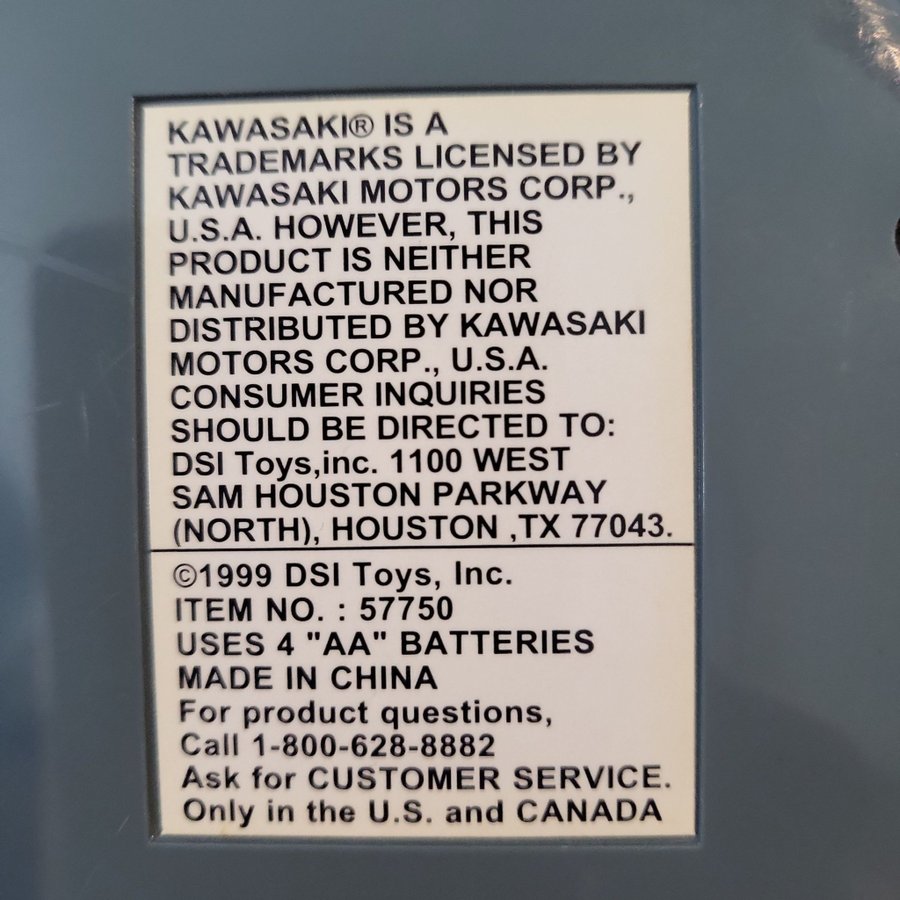 KAWASAKI® IS A
TRADEMARKS LICENSED BY
KAWASAKI MOTORS CORP.,
U.S.A. HOWEVER, THIS
PRODUCT IS NEITHER
MANUFACTURED NOR
DISTRIBUTED BY KAWASAKI
MOTORS CORP., U.S.A.
CONSUMER INQUIRIES
SHOULD BE DIRECTED TO:
DSI Toys,inc. 1100 WEST
SAM HOUSTON PARKWAY
(NORTH), HOUSTON ,TX 77043.
©1999 DSI Toys, Inc.
ITEM NO. : 57750
USES 4 "AA" BATTERIES
MADE IN CHINA
For product questions,
Call 1-800-628-8882
Ask for CUSTOMER SERVICE.
Only in the U.S. and CANADA